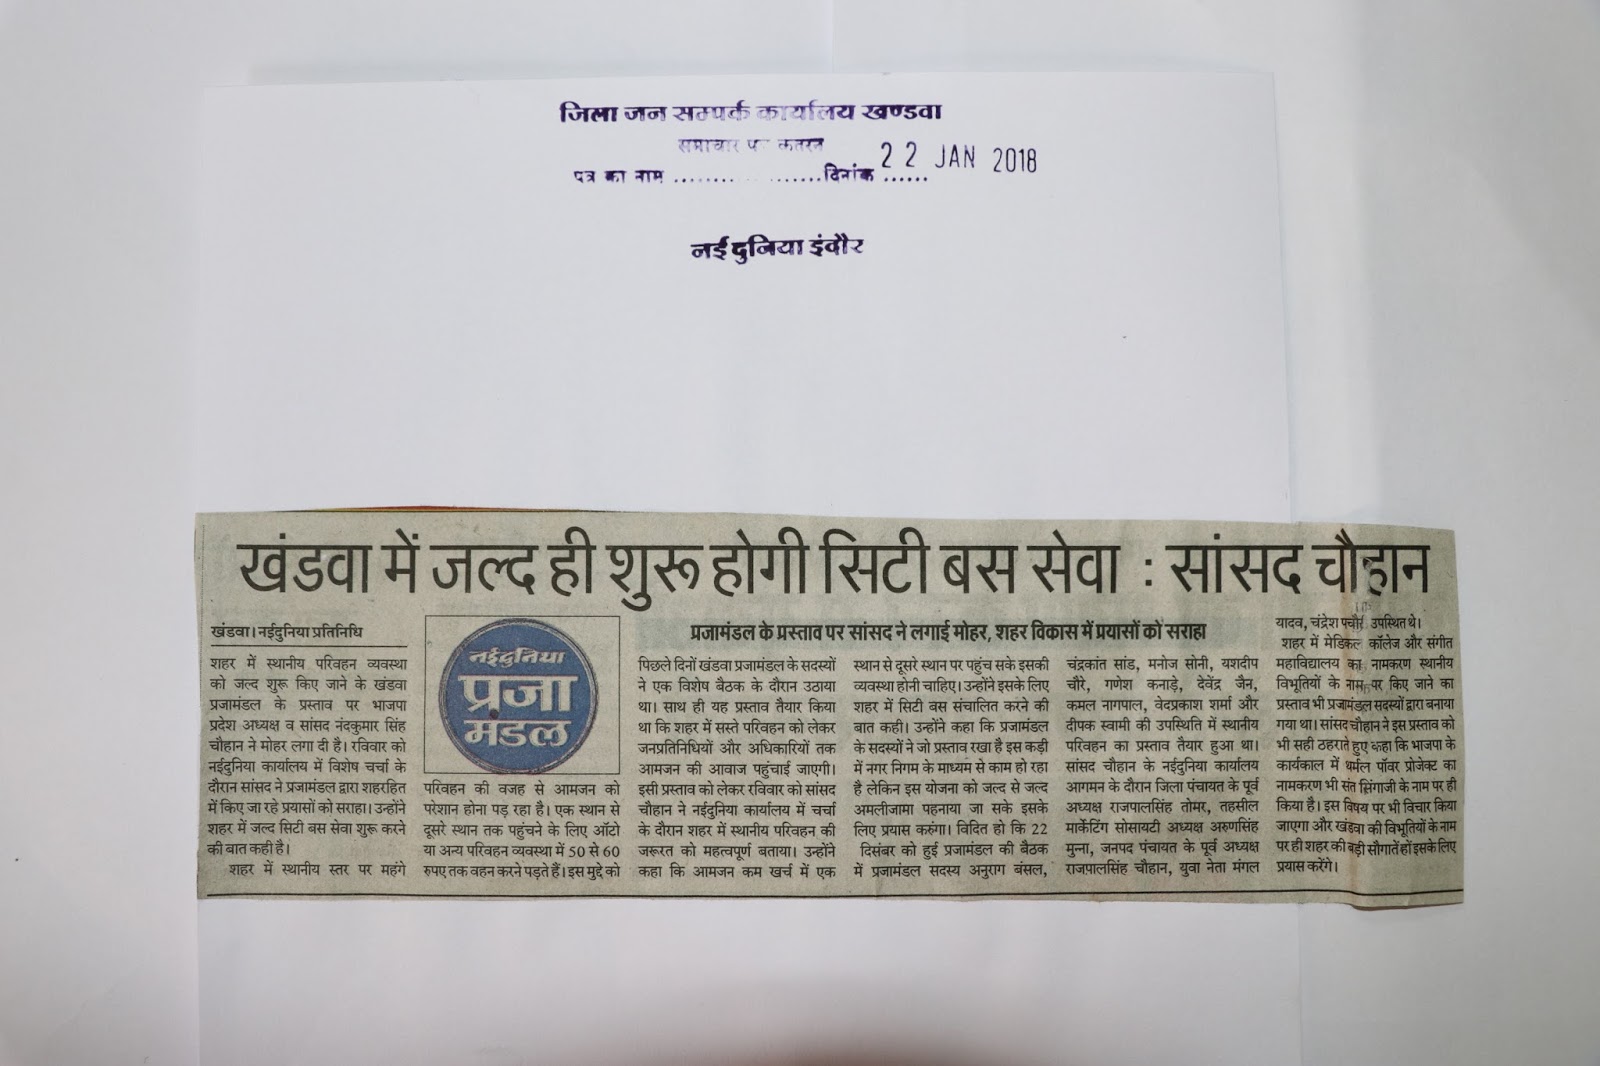 जिला जन सम्पर्क कार्यालय खण्डवा
समाचार कतरन
पत्र का नाम ..................दिनांक ...... 22 JAN 2018
नईदुनिया इंदौर
खंडवा में जल्द ही शुरू होगी सिटी बस सेवा : सांसद चौहान
खंडवा। नईदुनिया प्रतिनिधि
शहर में स्थानीय परिवहन व्यवस्था
को जल्द शुरू किए जाने के खंडवा
प्रजामंडल के प्रस्ताव पर भाजपा
प्रदेश अध्यक्ष व सांसद नंदकुमार सिंह
चौहान ने मोहर लगा दी है। रविवार को
नईदुनिया कार्यालय में विशेष चर्चा के
दौरान सांसद ने प्रजामंडल द्वारा शहरहित
में किए जा रहे प्रयासों को सराहा। उन्होंने
शहर में जल्द सिटी बस सेवा शुरू करने
की बात कही है।
शहर में स्थानीय स्तर पर महंगे
नईदुनिया
प्रजा
मंडल
परिवहन की वजह से आमजन को
परेशान होना पड़ रहा है। एक स्थान से
दूसरे स्थान तक पहुंचने के लिए ऑटो
या अन्य परिवहन व्यवस्था में 50 से 60
रुपए तक वहन करने पड़ते हैं। इस मुद्दे को
प्रजामंडल के प्रस्ताव पर सांसद ने लगाई मोहर, शहर विकास में प्रयासों को सराहा
पिछले दिनों खंडवा प्रजामंडल के सदस्यों
ने एक विशेष बैठक के दौरान उठाया
था। साथ ही यह प्रस्ताव तैयार किया
था कि शहर में सस्ते परिवहन को लेकर
जनप्रतिनिधियों और अधिकारियों तक
आमजन की आवाज पहुंचाई जाएगी।
इसी प्रस्ताव को लेकर रविवार को सांसद
चौहान ने नईदुनिया कार्यालय में चर्चा
के दौरान शहर में स्थानीय परिवहन की
जरूरत को महत्वपूर्ण बताया। उन्होंने
कहा कि आमजन कम खर्च में एक
स्थान से दूसरे स्थान पर पहुंच सके इसकी
व्यवस्था होनी चाहिए। उन्होंने इसके लिए
शहर में सिटी बस संचालित करने की
बात कही। उन्होंने कहा कि प्रजामंडल
के सदस्यों ने जो प्रस्ताव रखा है इस कड़ी
में नगर निगम के माध्यम से काम हो रहा
है लेकिन इस योजना को जल्द से जल्द
अमलीजामा पहनाया जा सके इसके
लिए प्रयास करुंगा। विदित हो कि 22
दिसंबर को हुई प्रजामंडल की बैठक
में प्रजामंडल सदस्य अनुराग बंसल,
चंद्रकांत सांड, मनोज सोनी, यशदीप
चौरे, गणेश कनाड़े, देवेंद्र जैन,
कमल नागपाल, वेदप्रकाश शर्मा और
दीपक स्वामी की उपस्थिति में स्थानीय
परिवहन का प्रस्ताव तैयार हुआ था।
सांसद चौहान के नईदुनिया कार्यालय
आगमन के दौरान जिला पंचायत के पूर्व
अध्यक्ष राजपालसिंह तोमर, तहसील
मार्केटिंग सोसायटी अध्यक्ष अरुणसिंह
मुन्ना, जनपद पंचायत के पूर्व अध्यक्ष
राजपालसिंह चौहान, युवा नेता मंगल
यादव, चंद्रेश पचौरी उपस्थित थे।
शहर में मेडिकल कॉलेज और संगीत
महाविद्यालय का नामकरण स्थानीय
विभूतियों के नाम पर किए जाने का
प्रस्ताव भी प्रजामंडल सदस्यों द्वारा बनाया
गया था। सांसद चौहान ने इस प्रस्ताव को
भी सही ठहराते हुए कहा कि भाजपा के
कार्यकाल में थर्मल पॉवर प्रोजेक्ट का
नामकरण भी संत सिंगाजी के नाम पर ही
किया है। इस विषय पर भी विचार किया
जाएगा और खंडवा की विभूतियों के नाम
पर ही शहर की बड़ी सौगातें हों इसके लिए
प्रयास करेंगे।